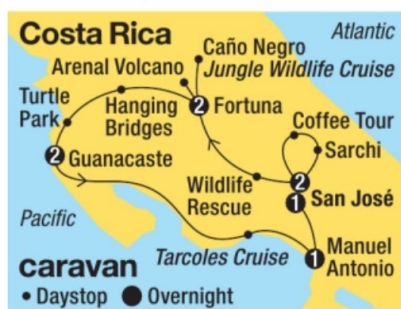 Costa Rica
Atlantic
Caño Negro
Jungle Wildlife Cruise
Arenal Volcano
Turtle
Park
Hanging
Bridges
2 Fortuna
Coffee Tour
Sarchi
2 Guanacaste
Wildlife
Rescue
2
1 San José
Pacific
Tarcoles Cruise
1 Manuel
Antonio
caravan
• Daystop ● Overnight